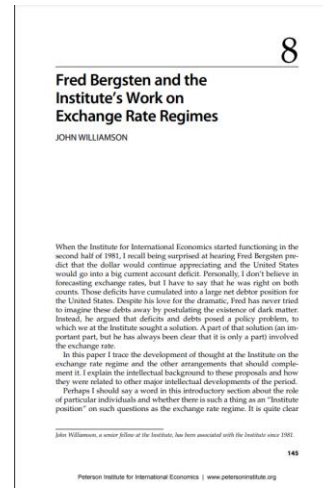 8
Fred Bergsten and the
Institute's Work on
Exchange Rate Regimes
JOHN WILLIAMSON
When the Institute for International Economics started functioning in the
second half of 1981, I recall being surprised at hearing Fred Bergsten pre-
dict that the dollar would continue appreciating and the United States
would go into a big current account deficit. Personally, I don't believe in
forecasting exchange rates, but I have to say that he was right on both
counts. Those deficits have cumulated into a large net debtor position for
the United States. Despite his love for the dramatic, Fred has never tried
to imagine these debts away by postulating the existence of dark matter.
Instead, he argued that deficits and debts posed a policy problem, to
which we at the Institute sought a solution. A part of that solution (an im-
portant part, but he has always been clear that it is only a part) involved
the exchange rate.
In this paper I trace the development of thought at the Institute on the
exchange rate regime and the other arrangements that should comple-
ment it. I explain the intellectual background to these proposals and how
they were related to other major intellectual developments of the period.
Perhaps I should say a word in this introductory section about the role
of particular individuals and whether there is such a thing as an "Institute
position" on such questions as the exchange rate regime. It is quite clear
John Williamson, a senior fellow at the Institute, has been associated with the Institute since 1981.
145
Peterson Institute for International Economics | www.petersoninstitute.org